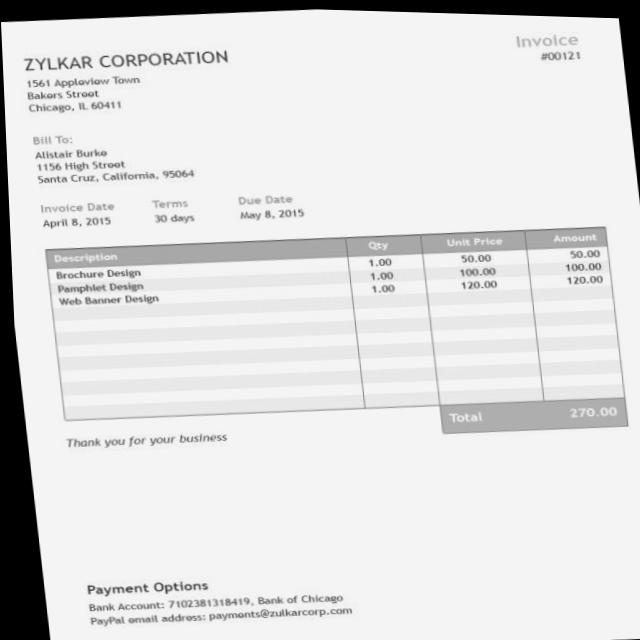 ZYLKAR CORPORATION
Invoice
#00121
1561 Appleview Town
Bakers Street
Chicago, IL 60411
Bill To:
Alistair Burke
1156 High Street
Santa Cruz, California, 95064
Invoice Date Terms Due Date
April 8, 2015 30 days May 8, 2015
Description Qty Unit Price Amount
Brochure Design 1.00 50.00 50.00
Pamphlet Design 1.00 100.00 100.00
Web Banner Design 1.00 120.00 120.00
Total 270.00
Thank you for your business
Payment Options
Bank Account: 7102381318419, Bank of Chicago
PayPal email address: payments@zulkarcorp.com